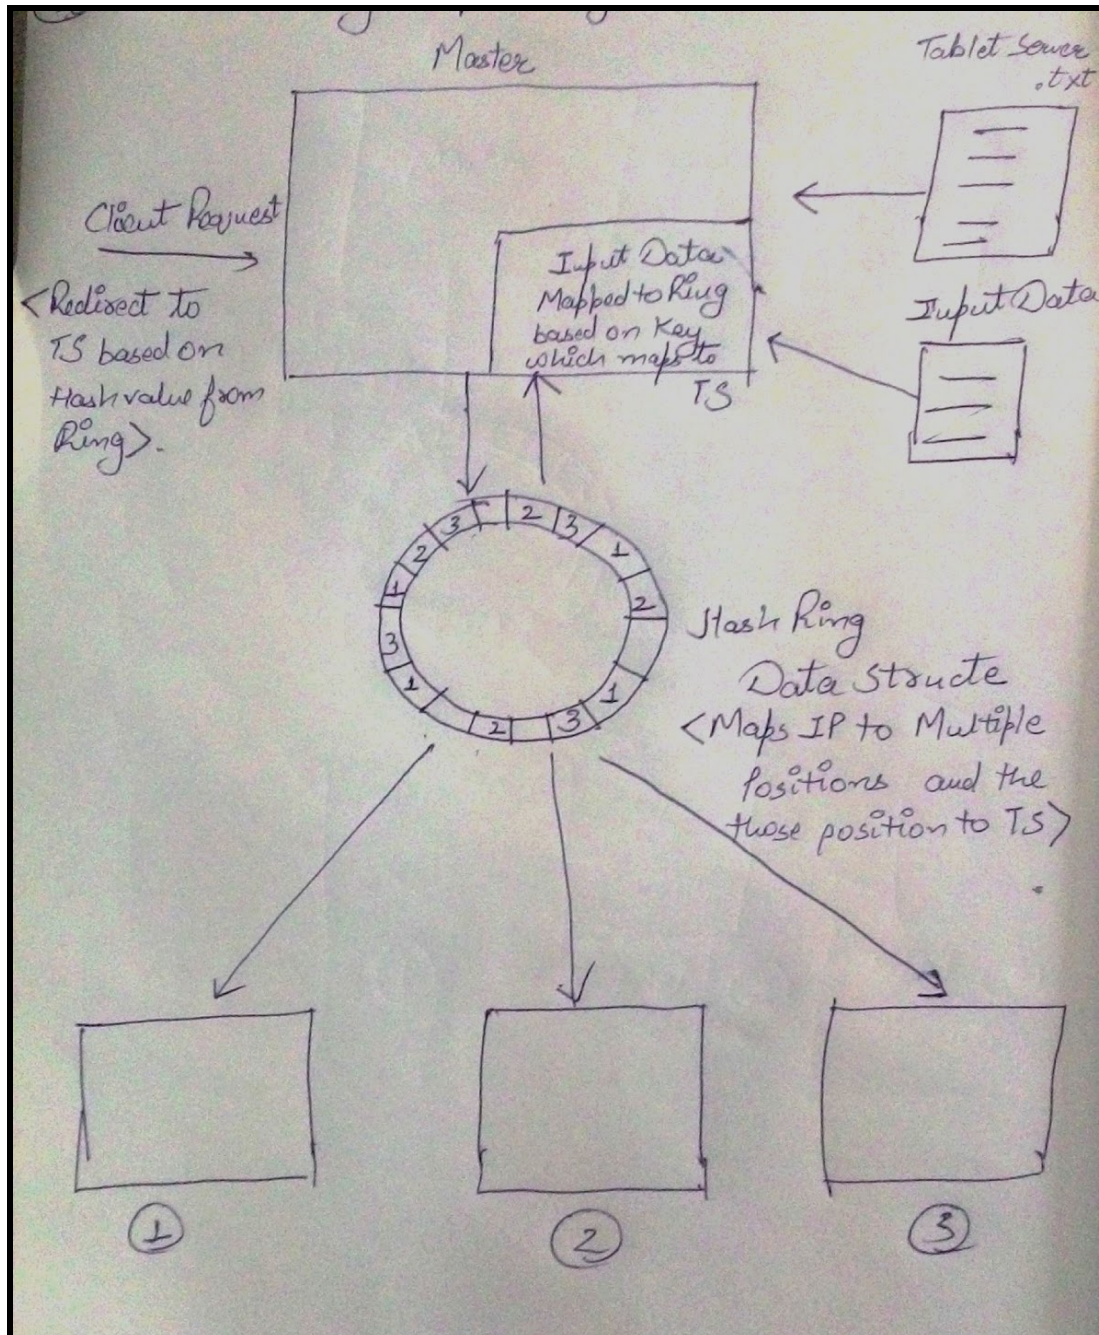 Master
Tablet Server
.txt
Client Request
<Redirect to
TS based on
Hash value from
Ring>.
Input Data
Mapped to Ring
based on Key
which maps to
TS
Input Data
2
3
1
2
1
3
2
1
3
1
2
3
Hash Ring
Data Structe
<Maps IP to Multiple
Positions and the
those position to TS>
1
2
3